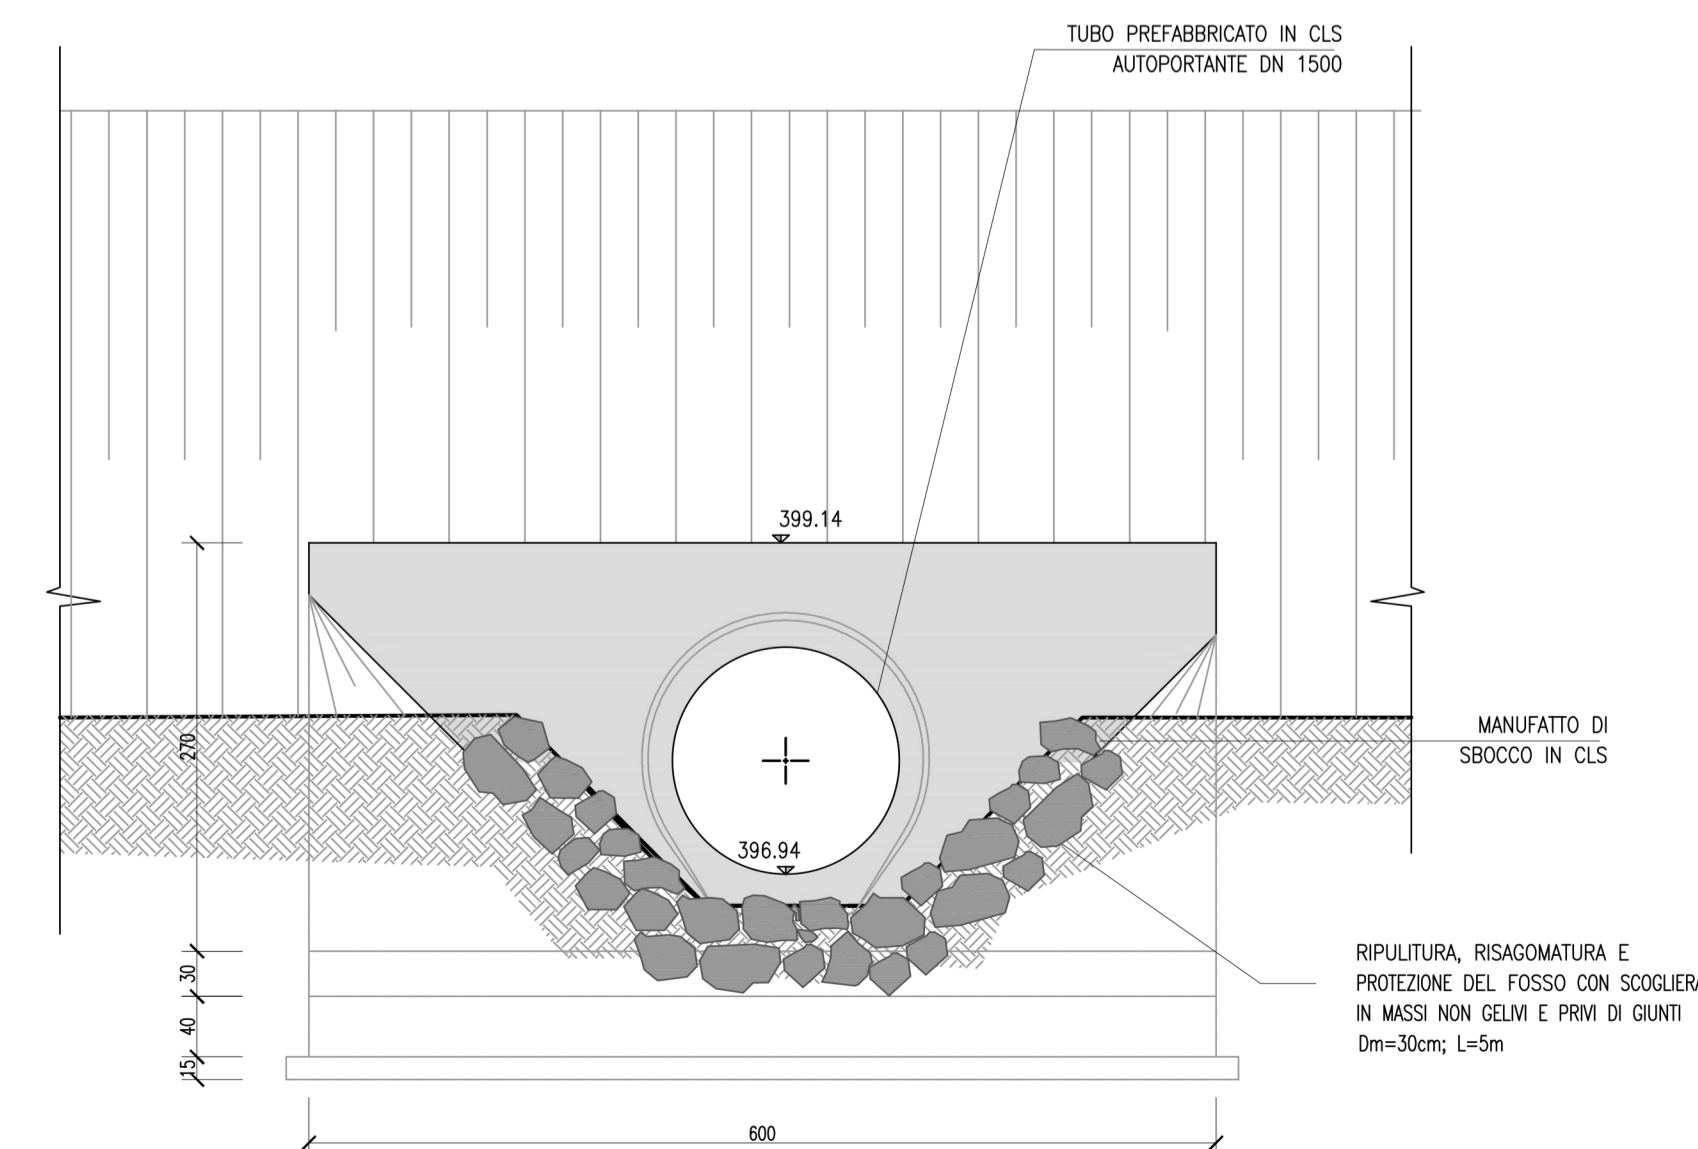 TUBO PREFABBRICATO IN CLS
AUTOPORTANTE DN 1500
399.14
270
MANUFATTO DI
SBOCCO IN CLS
396.94
30
RIPULITURA, RISAGOMATURA E
PROTEZIONE DEL FOSSO CON SCOGLIERA
IN MASSI NON GELIVI E PRIVI DI GIUNTI
Dm=30cm; L=5m
40
15
600